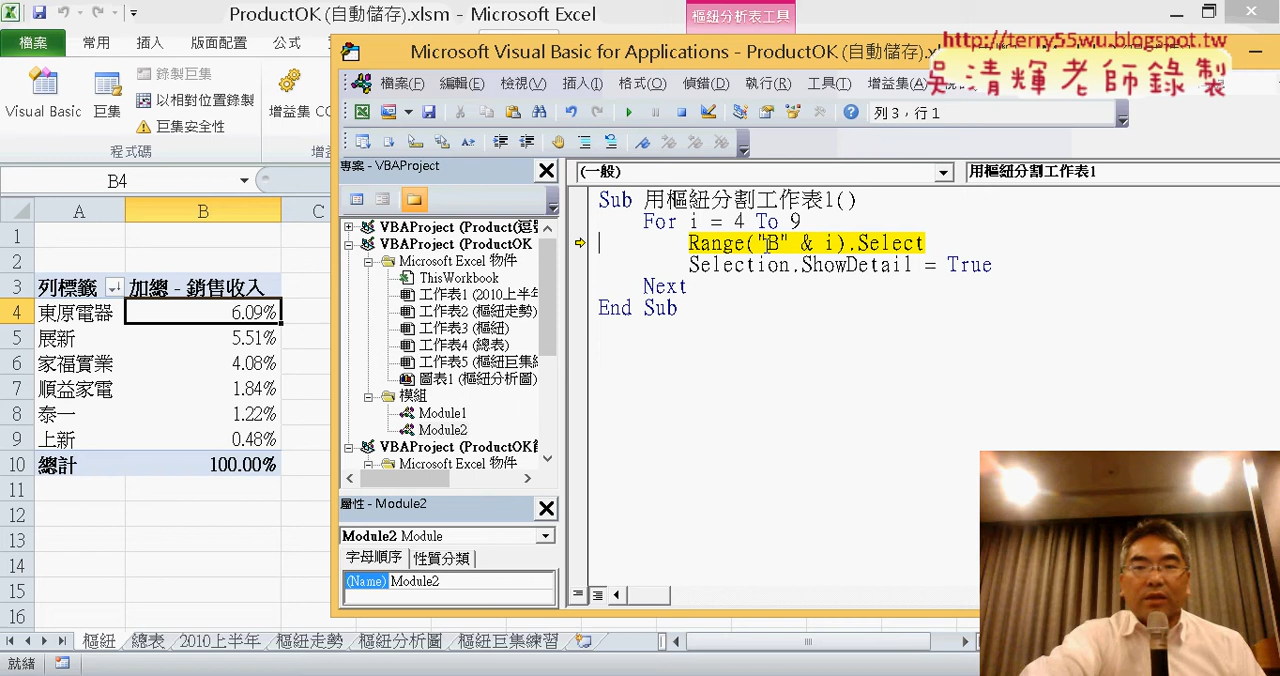 ProductOK (自動儲存).xlsm - Microsoft Excel
樞紐分析表工具
檔案 常用 插入 版面配置 公式
Visual Basic 巨集 錄製巨集 以相對位置錄製 巨集安全性 增益集
程式碼
B4
A B C
1
2
3 列標籤 加總 - 銷售收入
4 東原電器 6.09%
5 展新 5.51%
6 家福實業 4.08%
7 順益家電 1.84%
8 泰一 1.22%
9 上新 0.48%
10 總計 100.00%
11
12
13
14
15
16
樞紐 總表 2010上半年 樞紐走勢 樞紐分析圖 樞紐巨集練習
就緒
Microsoft Visual Basic for Applications - ProductOK (自動儲存).
http://terry55wu.blogspot.tw
吳清輝老師錄製
檔案(F) 編輯(E) 檢視(V) 插入(I) 格式(O) 偵錯(D) 執行(R) 工具(T) 增益集(A)
列 3，行 1
專案 - VBAProject
VBAProject (Product(選
VBAProject (ProductOK
Microsoft Excel 物件
ThisWorkbook
工作表1 (2010上半年
工作表2 (樞紐走勢)
工作表3 (樞紐)
工作表4 (總表)
工作表5 (樞紐巨集練
圖表1 (樞紐分析圖)
模組
Module1
Module2
VBAProject (ProductOK
Microsoft Excel 物件
屬性 - Module2
Module2 Module
字母順序 性質分類
(Name) Module2
(一般) 用樞紐分割工作表1
Sub 用樞紐分割工作表1()
For i = 4 To 9
Range("B" & i).Select
Selection.ShowDetail = True
Next
End Sub